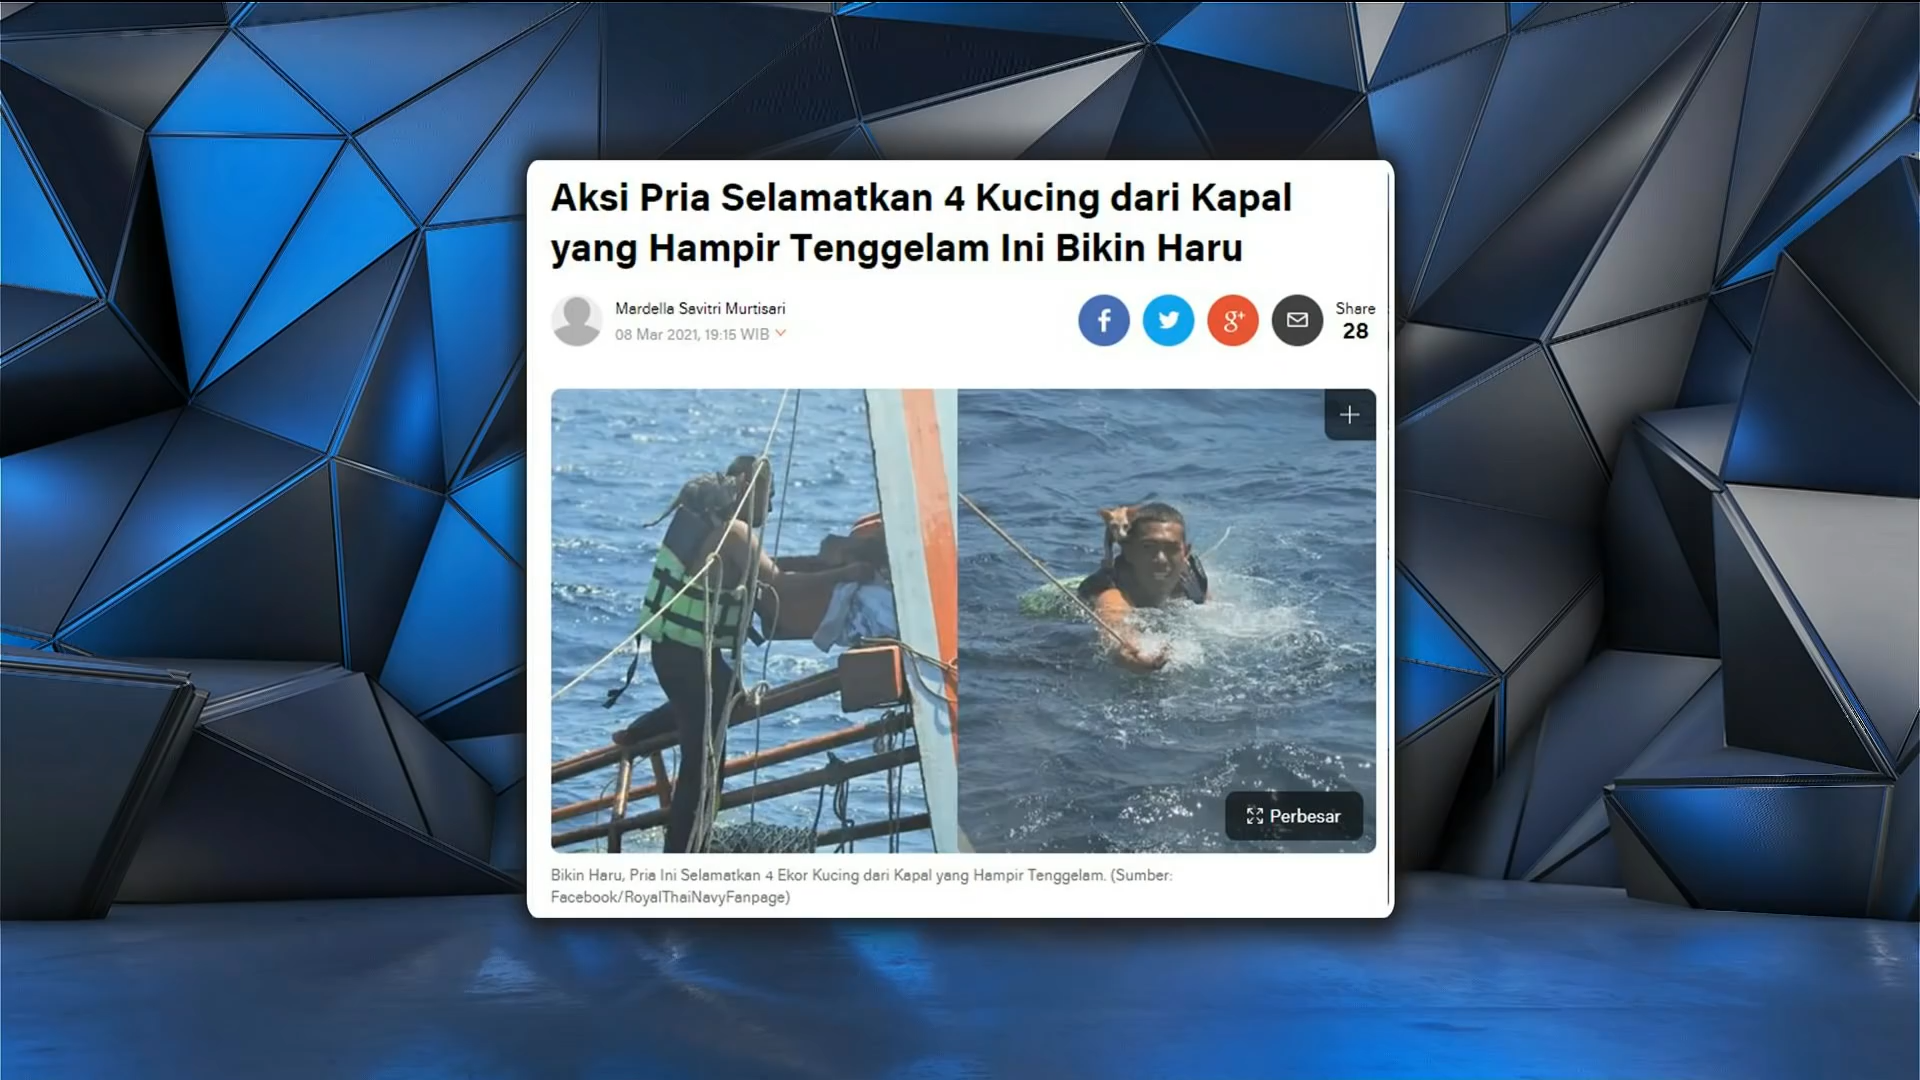 Aksi Pria Selamatkan 4 Kucing dari Kapal
yang Hampir Tenggelam Ini Bikin Haru
Mardella Savitri Murtisari
08 Mar 2021, 19:15 WIB
Share
28
Perbesar
Bikin Haru, Pria Ini Selamatkan 4 Ekor Kucing dari Kapal yang Hampir Tenggelam. (Sumber:
Facebook/RoyalThaiNavyFanpage)